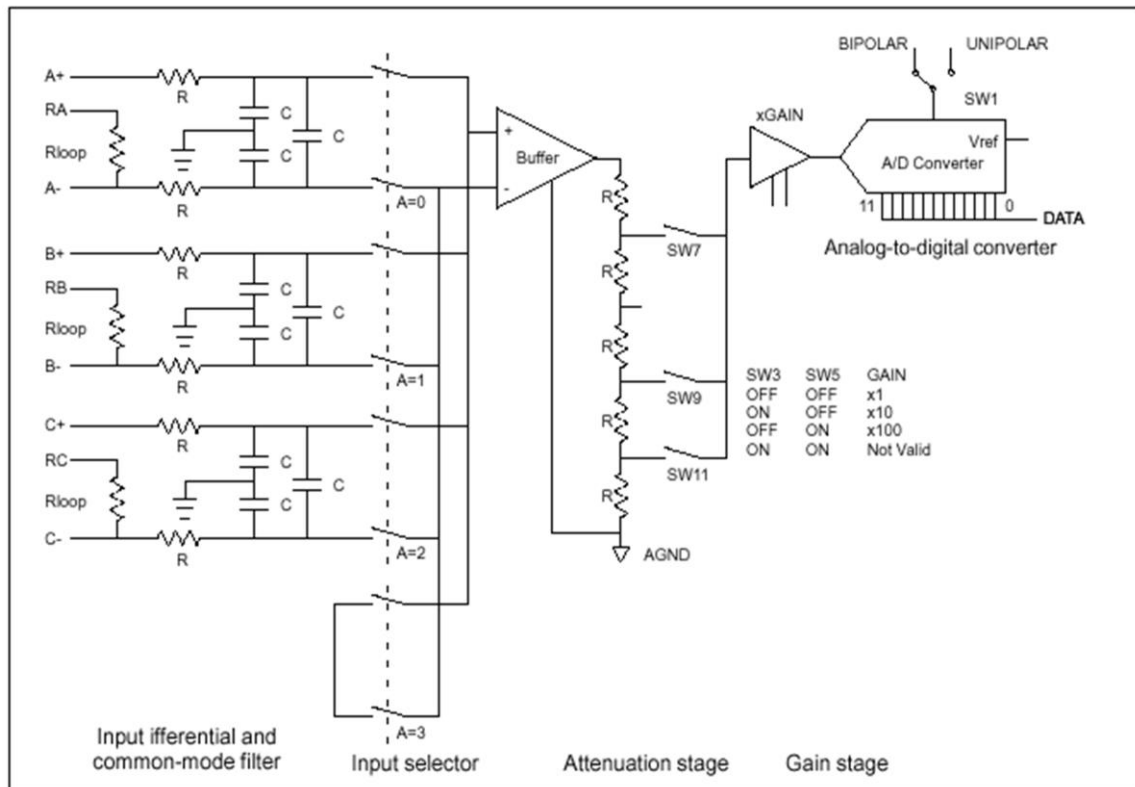 BIPOLAR UNIPOLAR
SW1
A+
R
C
RA
C
Rloop
C
A-
R
A=0
+
Buffer
-
xGAIN
Vref
A/D Converter
11 0
DATA
Analog-to-digital converter
R
SW7
B+
R
C
RB
C
Rloop
C
B-
R
A=1
R
R
SW9
SW3 SW5 GAIN
OFF OFF x1
ON OFF x10
OFF ON x100
ON ON Not Valid
C+
R
C
RC
C
Rloop
C
C-
R
A=2
R
SW11
R
AGND
A=3
Input ifferential and
common-mode filter
Input selector
Attenuation stage
Gain stage